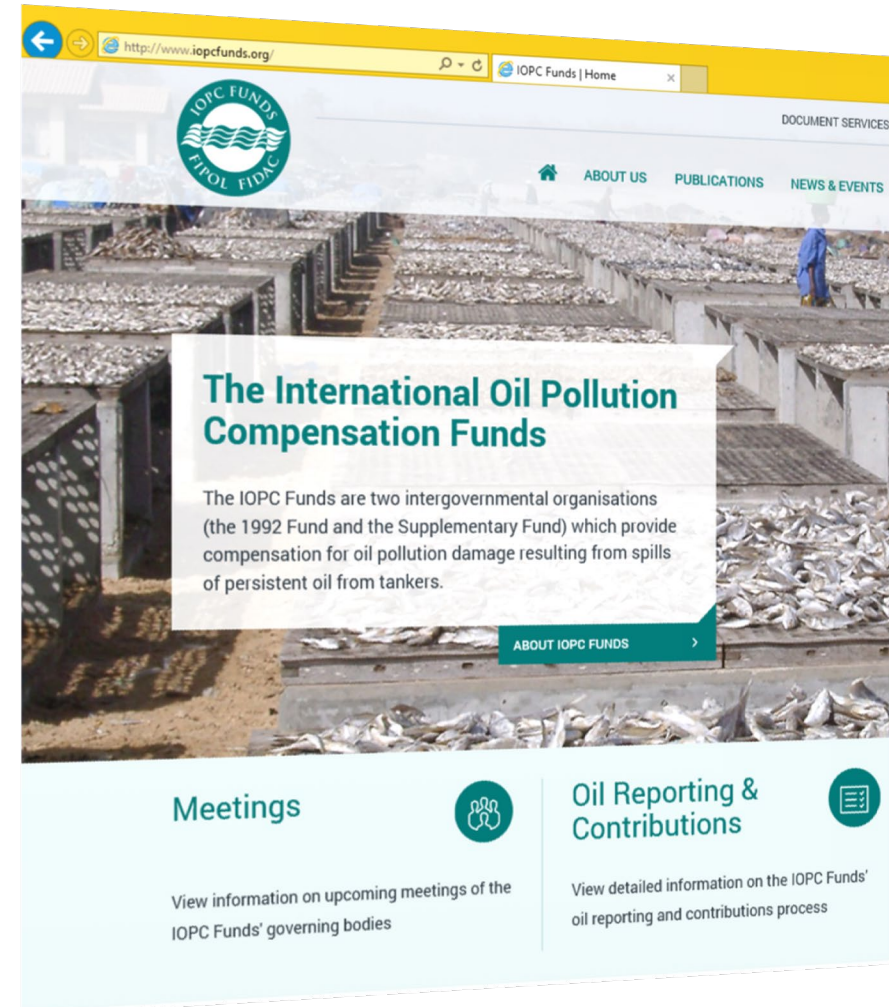 http://www.iopcfunds.org/
IOPC Funds | Home
IOPC FUNDS
FIPOL FIDAC
DOCUMENT SERVICES
ABOUT US
PUBLICATIONS
NEWS & EVENTS
The International Oil Pollution
Compensation Funds
The IOPC Funds are two intergovernmental organisations
(the 1992 Fund and the Supplementary Fund) which provide
compensation for oil pollution damage resulting from spills
of persistent oil from tankers.
ABOUT IOPC FUNDS
Meetings
View information on upcoming meetings of the
IOPC Funds' governing bodies
Oil Reporting &
Contributions
View detailed information on the IOPC Funds'
oil reporting and contributions process